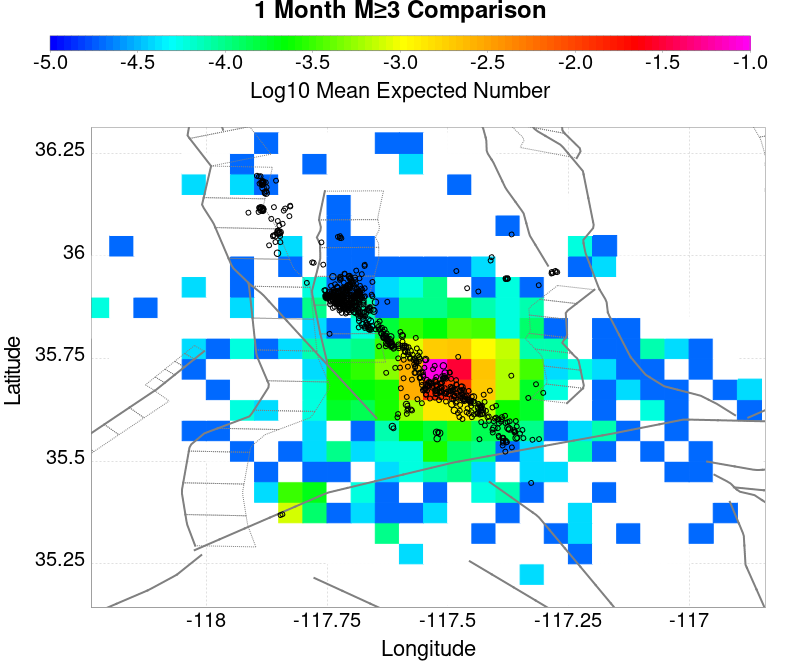 1 Month M≥3 Comparison
-5.0 -4.5 -4.0 -3.5 -3.0 -2.5 -2.0 -1.5 -1.0
Log10 Mean Expected Number
36.25
36
35.75
35.5
35.25
Latitude
-118 -117.75 -117.5 -117.25 -117
Longitude